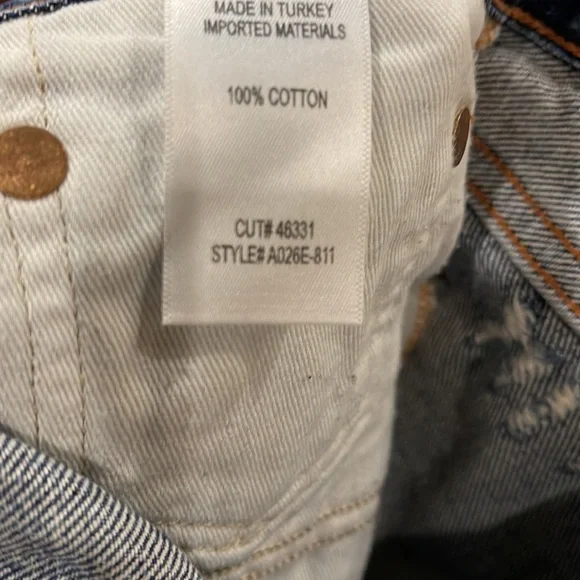 MADE IN TURKEY
IMPORTED MATERIALS
100% COTTON
CUT# 46331
STYLE# A026E-811